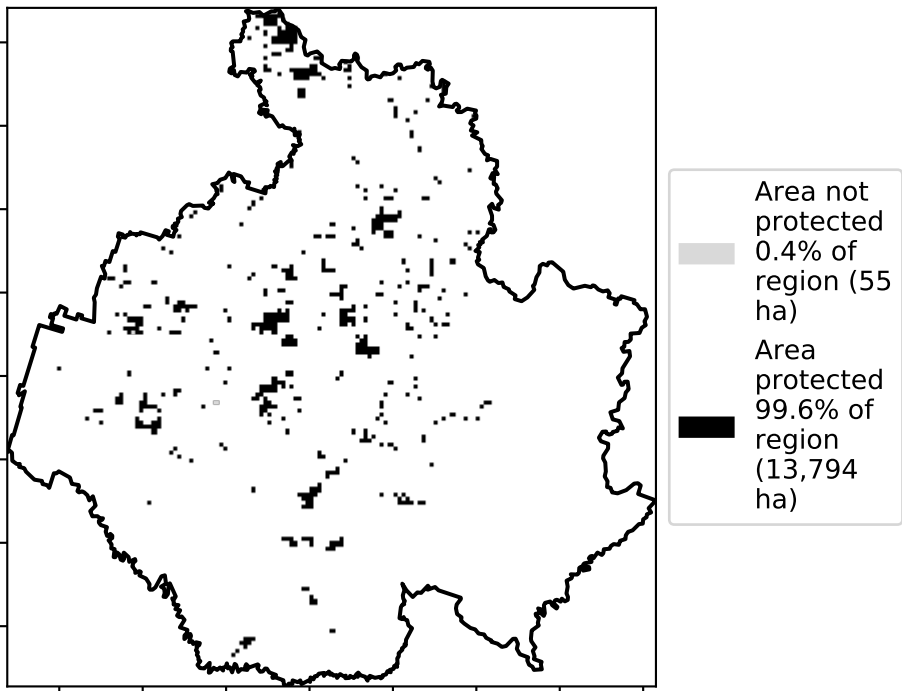 Area not
protected
0.4% of
region (55
ha)
Area
protected
99.6% of
region
(13,794
ha)